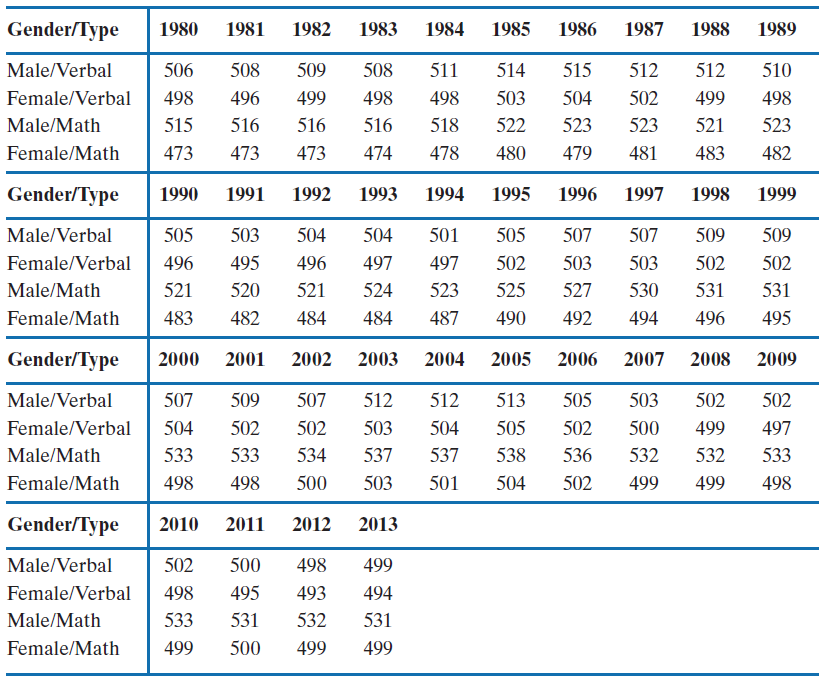 Gender/Type 1980 1981 1982 1983 1984 1985 1986 1987 1988 1989
Male/Verbal 506 508 509 508 511 514 515 512 512 510
Female/Verbal 498 496 499 498 498 503 504 502 499 498
Male/Math 515 516 516 516 518 522 523 523 521 523
Female/Math 473 473 473 474 478 480 479 481 483 482
Gender/Type 1990 1991 1992 1993 1994 1995 1996 1997 1998 1999
Male/Verbal 505 503 504 504 501 505 507 507 509 509
Female/Verbal 496 495 496 497 497 502 503 503 502 502
Male/Math 521 520 521 524 523 525 527 530 531 531
Female/Math 483 482 484 484 487 490 492 494 496 495
Gender/Type 2000 2001 2002 2003 2004 2005 2006 2007 2008 2009
Male/Verbal 507 509 507 512 512 513 505 503 502 502
Female/Verbal 504 502 502 503 504 505 502 500 499 497
Male/Math 533 533 534 537 537 538 536 532 532 533
Female/Math 498 498 500 503 501 504 502 499 499 498
Gender/Type 2010 2011 2012 2013
Male/Verbal 502 500 498 499
Female/Verbal 498 495 493 494
Male/Math 533 531 532 531
Female/Math 499 500 499 499